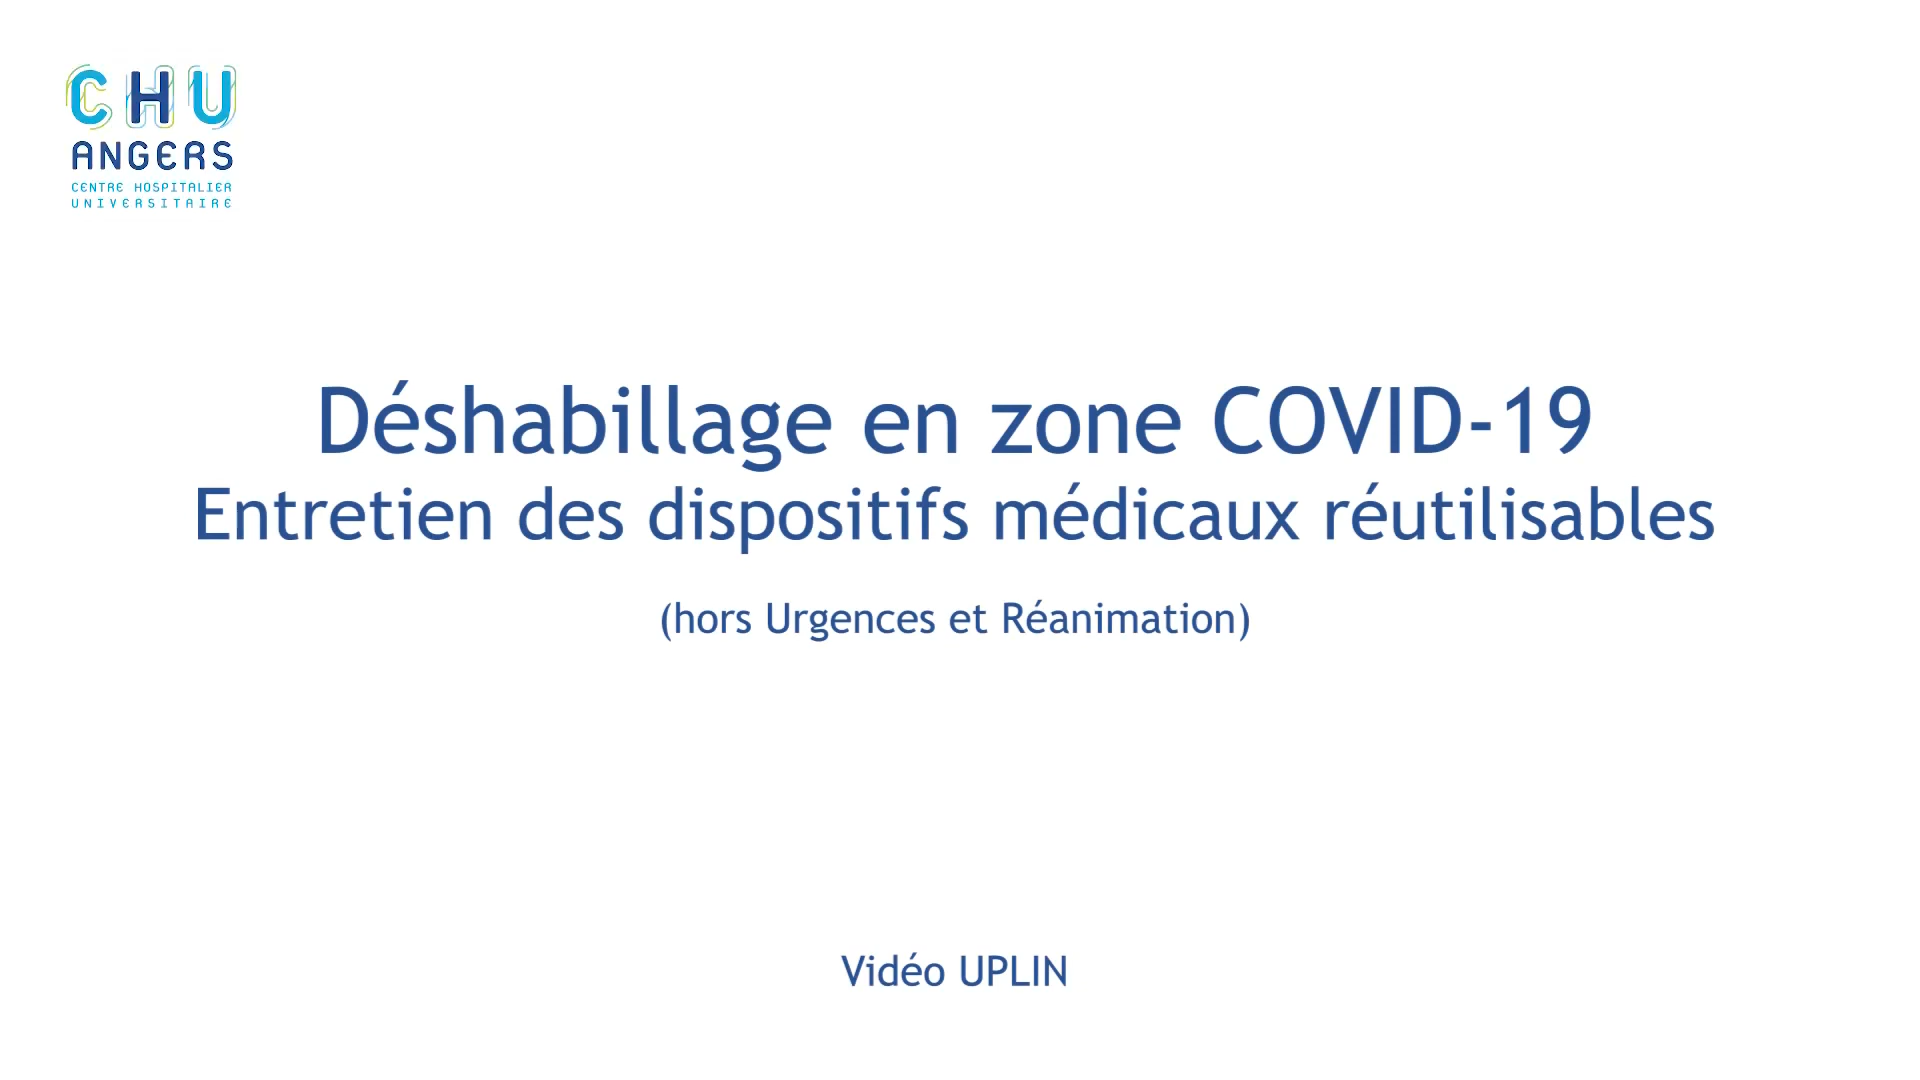 CHU
ANGERS
CENTRE HOSPITALIER
UNIVERSITAIRE
Déshabillage en zone COVID-19
Entretien des dispositifs médicaux réutilisables
(hors Urgences et Réanimation)
Vidéo UPLIN